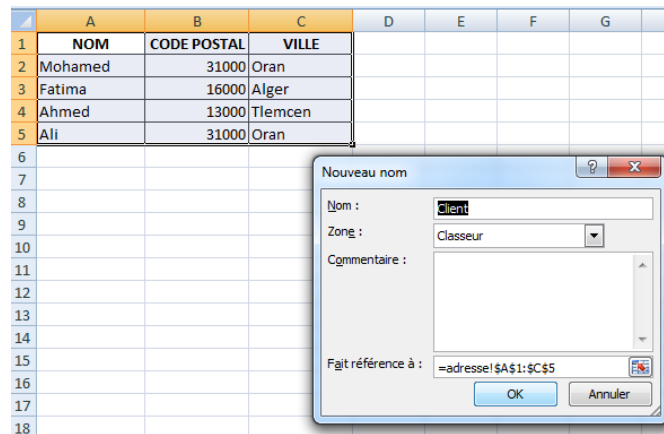 A B C D E F G
1 NOM CODE POSTAL VILLE
2 Mohamed 31000 Oran
3 Fatima 16000 Alger
4 Ahmed 13000 Tlemcen
5 Ali 31000 Oran
6
7
8
9
10
11
12
13
14
15
16
17
18
Nouveau nom
Nom : Client
Zone : Classeur
Commentaire :
Fait référence à : =adresse!$A$1:$C$5
OK Annuler